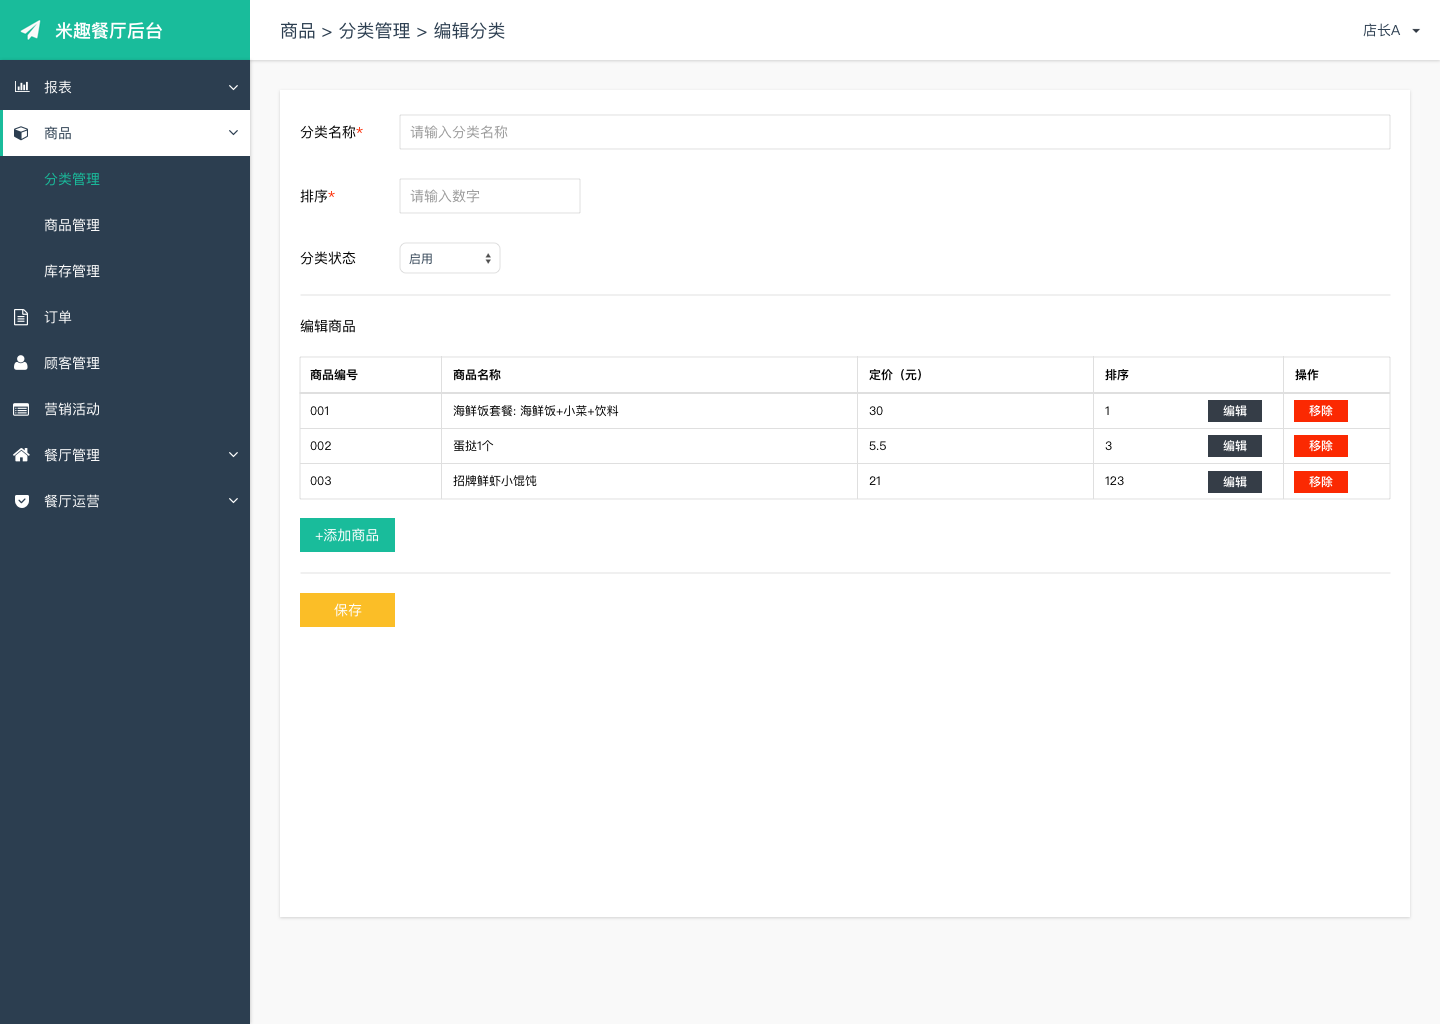 米趣餐厅后台
商品 > 分类管理 > 编辑分类
店长A
报表
商品
分类管理
商品管理
库存管理
订单
顾客管理
营销活动
餐厅管理
餐厅运营
分类名称* 请输入分类名称
排序* 请输入数字
分类状态 启用
编辑商品
商品编号 商品名称 定价（元） 排序 操作
001 海鲜饭套餐: 海鲜饭+小菜+饮料 30 1 编辑 移除
002 蛋挞1个 5.5 3 编辑 移除
003 招牌鲜虾小馄饨 21 123 编辑 移除
+添加商品
保存